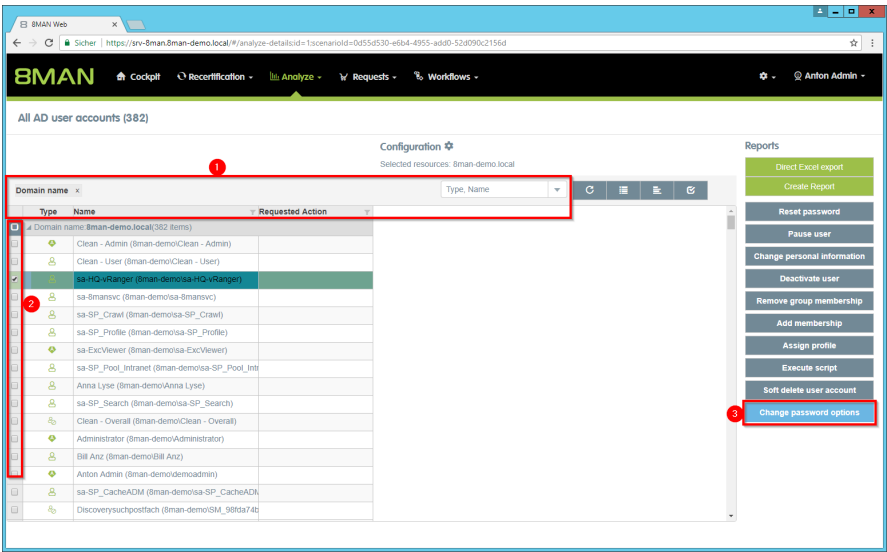 8MAN Web
Sicher https://srv-8man.8man-demo.local/#/analyze-details;id=1;scenarioId=0d55d530-e6b4-4955-add0-52d090c2156d
8MAN Cockpit Recertification Analyze Requests Workflows Anton Admin
All AD user accounts (382)
Configuration
Selected resources: 8man-demo.local
Reports
Direct Excel export
Create Report
1
Domain name x
Type, Name
Type Name Requested Action
Domain name:8man-demo.local(382 items)
Clean - Admin (8man-demo\Clean - Admin)
Clean - User (8man-demo\Clean - User)
sa-HQ-vRanger (8man-demo\sa-HQ-vRanger)
2
sa-8mansvc (8man-demo\sa-8mansvc)
sa-SP_Crawl (8man-demo\sa-SP_Crawl)
sa-SP_Profile (8man-demo\sa-SP_Profile)
sa-ExcViewer (8man-demo\sa-ExcViewer)
sa-SP_Pool_Intranet (8man-demo\sa-SP_Pool_Intr
Anna Lyse (8man-demo\Anna Lyse)
sa-SP_Search (8man-demo\sa-SP_Search)
Clean - Overall (8man-demo\Clean - Overall)
Administrator (8man-demo\Administrator)
Bill Anz (8man-demo\Bill Anz)
Anton Admin (8man-demo\demoadmin)
sa-SP_CacheADM (8man-demo\sa-SP_CacheADM
Discoverysuchpostfach (8man-demo\SM_98fda74b
Reset password
Pause user
Change personal information
Deactivate user
Remove group membership
Add membership
Assign profile
Execute script
Soft delete user account
3
Change password options